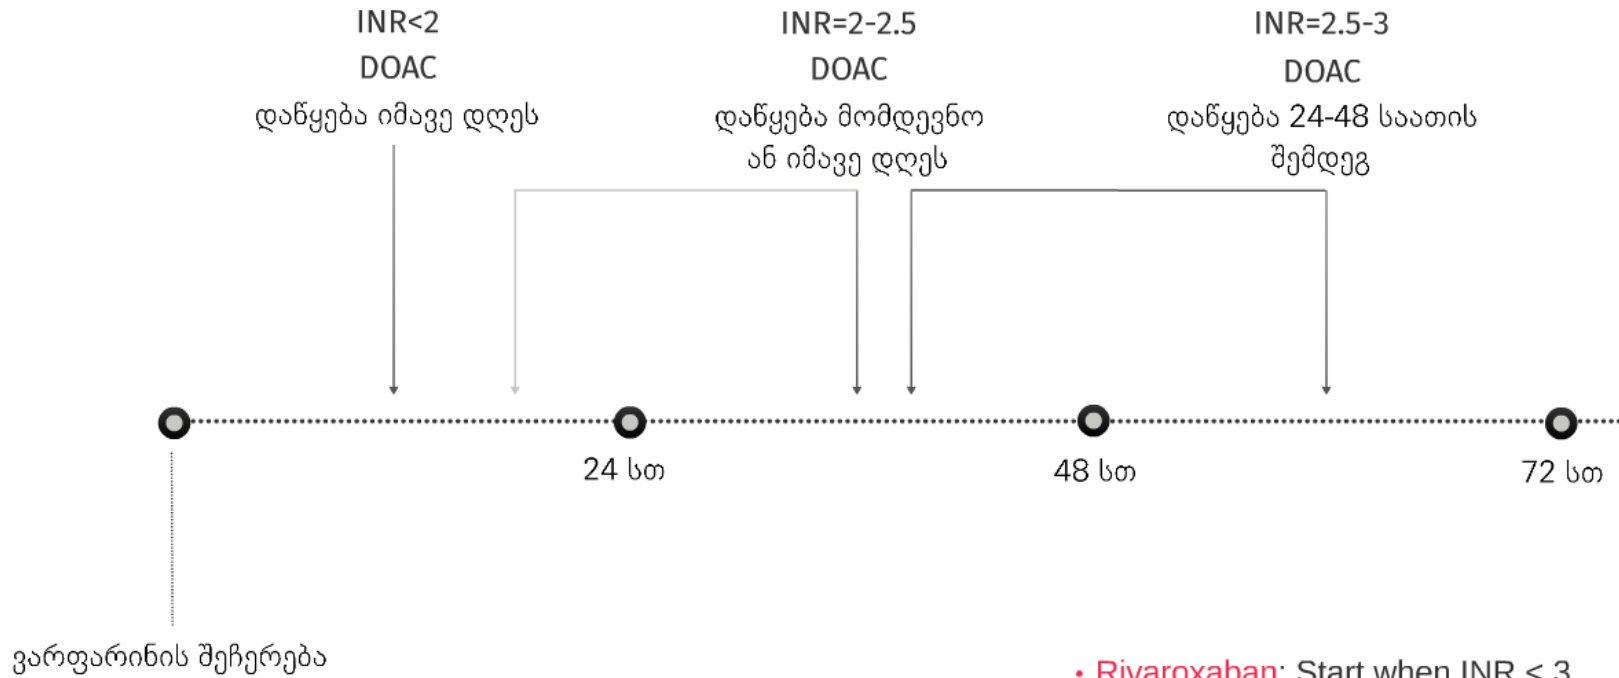 INR<2
DOAC
დაწყება იმავე დღეს
INR=2-2.5
DOAC
დაწყება მომდევნო
ან იმავე დღეს
INR=2.5-3
DOAC
დაწყება 24-48 საათის
შემდეგ
24 სთ
48 სთ
72 სთ
ვარფარინის შეჩერება
• Rivaroxaban: Start when INR < 3